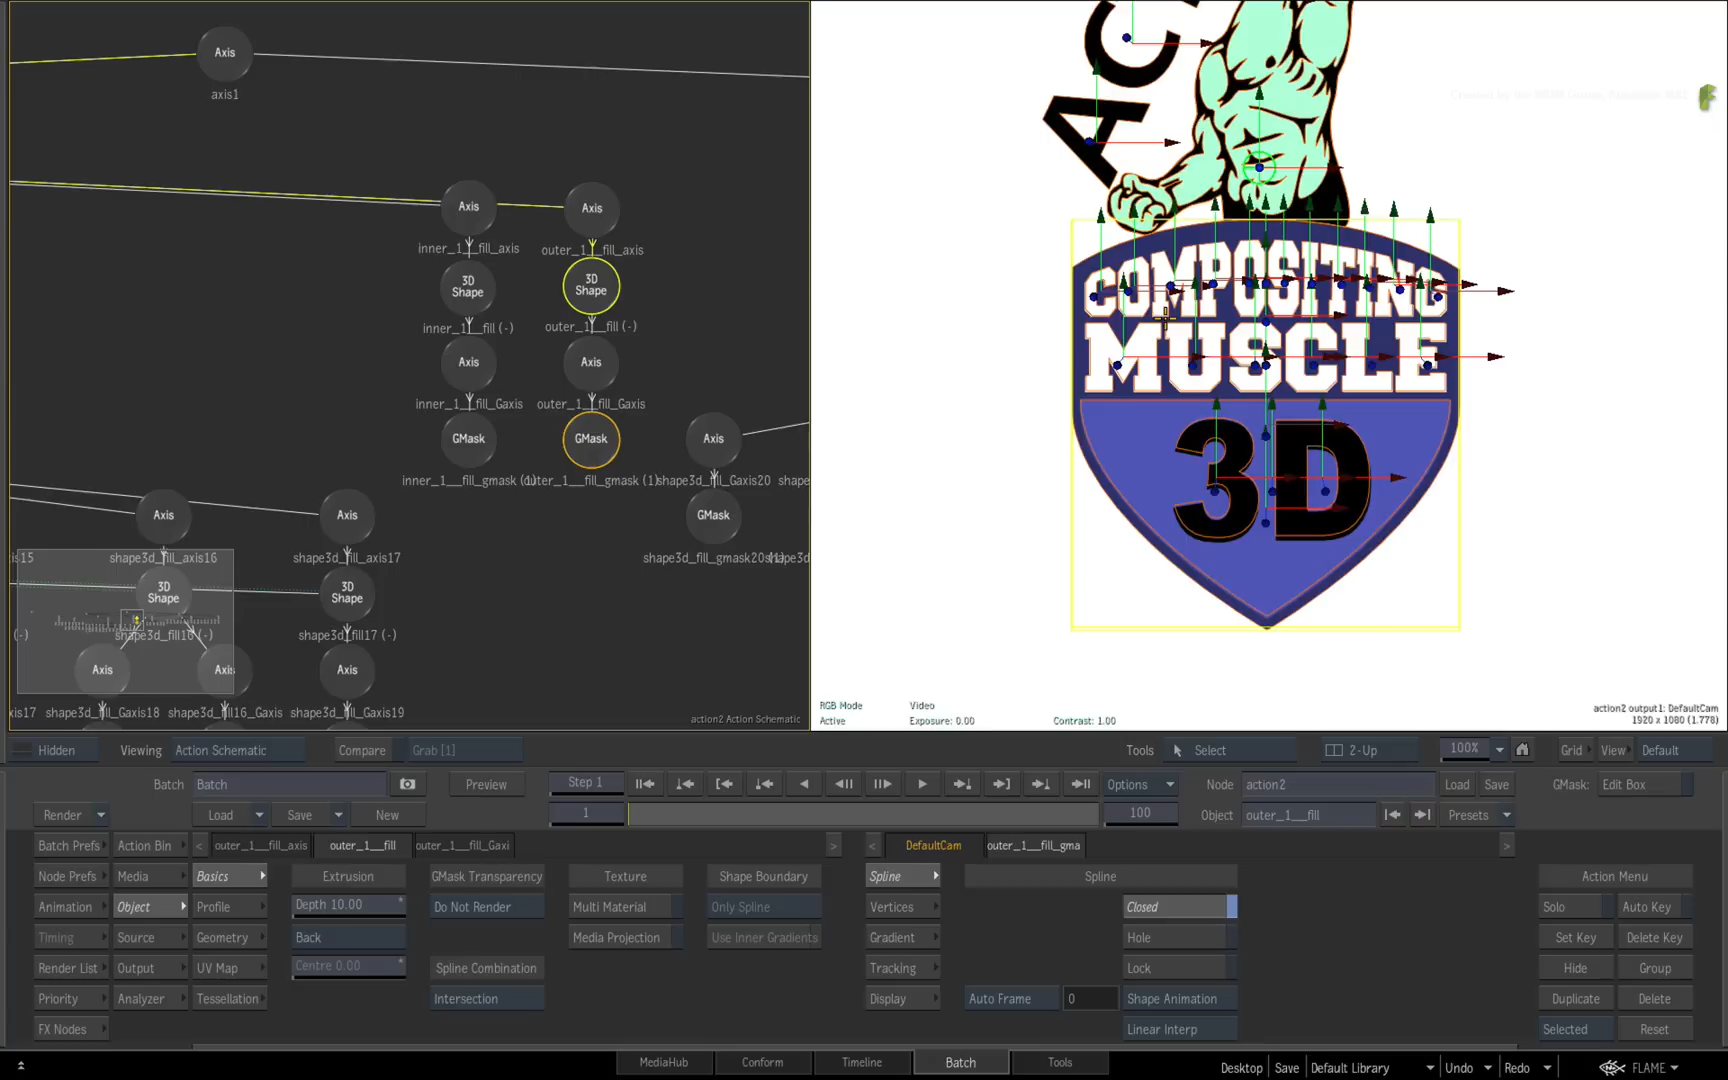 Axis
axis1
Axis
Axis
inner_1__fill_axis
outer_1__fill_axis
3D
Shape
3D
Shape
inner_1__fill (-)
outer_1__fill (-)
Axis
Axis
inner_1__fill_Gaxis
outer_1__fill_Gaxis
GMask
GMask
Axis
inner_1__fill_gmask
outer_1__fill_gmask (1)
shape3d_fill_Gaxis20
GMask
shape3d_fill_gmask20
Axis
Axis
shape3d_fill_axis16
shape3d_fill_axis17
3D
Shape
3D
Shape
shape3d_fill16 (-)
shape3d_fill17 (-)
Axis
Axis
Axis
shape3d_fill_Gaxis18
shape3d_fill16_Gaxis
shape3d_fill_Gaxis19
action2 Action Schematic
AC
COMPOSITING
MUSCLE
3D
RGB Mode
Video
Active
Exposure: 0.00
Contrast: 1.00
action2 output1: DefaultCam
1920 x 1080 (1.778)
Hidden
Viewing
Action Schematic
Compare
Grab [1]
Tools
Select
2-Up
100%
Grid
View
Default
Batch
Batch
Preview
Step 1
Options
Node
action2
Load
Save
GMask:
Edit Box
Render
Load
Save
New
1
100
Object
outer_1__fill
Presets
Batch Prefs
Action Bin
<
outer_1__fill_axis
outer_1__fill
outer_1__fill_Gaxi
>
<
DefaultCam
outer_1__fill_gma
>
Node Prefs
Media
Basics
Extrusion
GMask Transparency
Texture
Shape Boundary
Spline
Spline
Action Menu
Animation
Object
Profile
Depth 10.00
Do Not Render
Multi Material
Only Spline
Vertices
Closed
Solo
Auto Key
Timing
Source
Geometry
Back
Media Projection
Use Inner Gradients
Gradient
Hole
Set Key
Delete Key
Render List
Output
UV Map
Centre 0.00
Spline Combination
Tracking
Lock
Hide
Group
Priority
Analyzer
Tessellation
Intersection
Display
Auto Frame
0
Shape Animation
Duplicate
Delete
FX Nodes
Linear Interp
Selected
Reset
MediaHub
Conform
Timeline
Batch
Tools
Desktop
Save
Default Library
Undo
Redo
FLAME